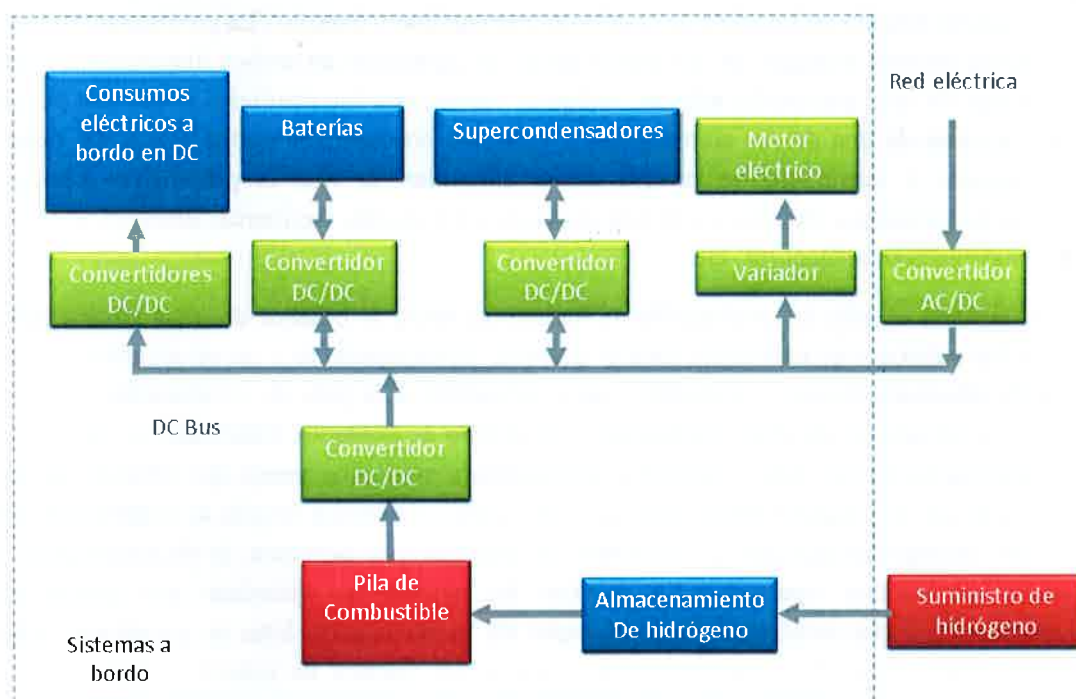 Consumos
eléctricos a
bordo en DC
Baterías
Supercondensadores
Motor
eléctrico
Red eléctrica
Convertidores
DC/DC
Convertidor
DC/DC
Convertidor
DC/DC
Variador
Convertidor
AC/DC
DC Bus
Convertidor
DC/DC
Pila de
Combustible
Almacenamiento
De hidrógeno
Suministro de
hidrógeno
Sistemas a
bordo